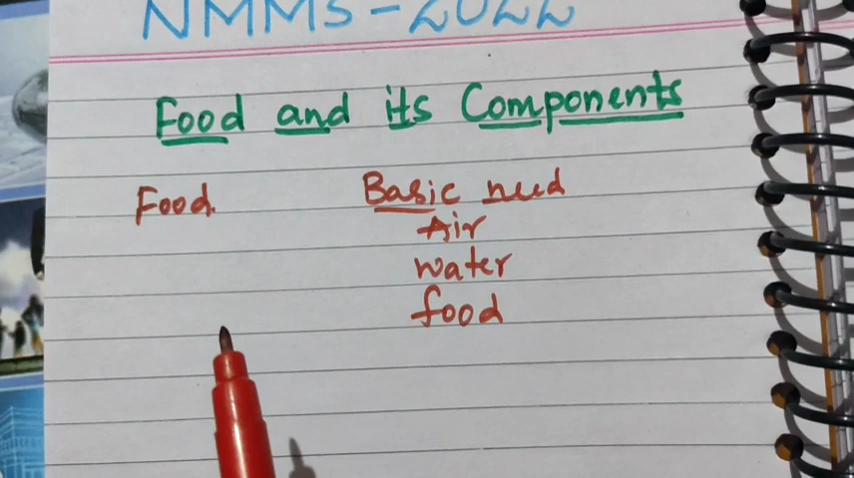 NMMS-2022
Food and its Components
Food.
Basic need
Air
water
food